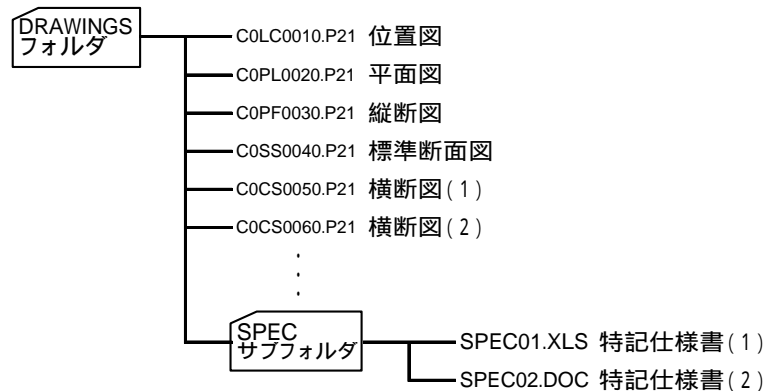 DRAWINGS
フォルダ
C0LC0010.P21 位置図
C0PL0020.P21 平面図
C0PF0030.P21 縦断図
C0SS0040.P21 標準断面図
C0CS0050.P21 横断図(1)
C0CS0060.P21 横断図(2)
SPEC
サブフォルダ
SPEC01.XLS 特記仕様書(1)
SPEC02.DOC 特記仕様書(2)